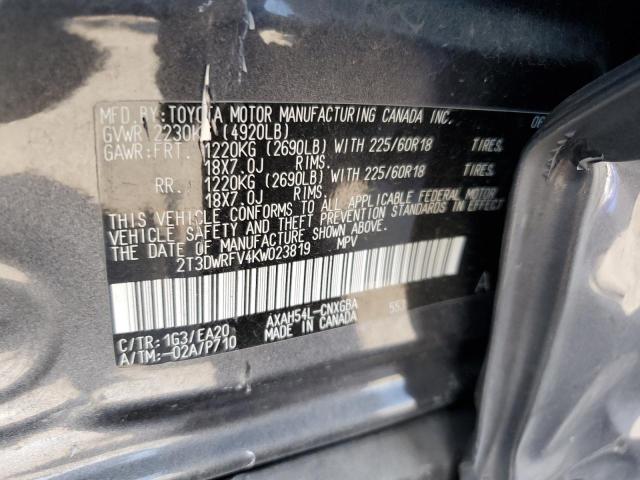 MFD. BY: TOYOTA MOTOR MANUFACTURING CANADA INC. 06
GVWR 2230KG (4920LB)
GAWR: FRT. 1220KG (2690LB) WITH 225/60R18 TIRES,
18X7.0J RIMS.
RR. 1220KG (2690LB) WITH 225/60R18 TIRES,
18X7.0J RIMS.
THIS VEHICLE CONFORMS TO ALL APPLICABLE FEDERAL MOTOR
VEHICLE SAFETY AND THEFT PREVENTION STANDARDS IN EFFECT
THE DATE OF MANUFACTURE SHOWN ABOVE.
2T3DWRFV4KW023819 MPV
A
C/TR: 1G3/EA20 AXAH54L-CNXGBA
A/TM: -02A/P710 MADE IN CANADA